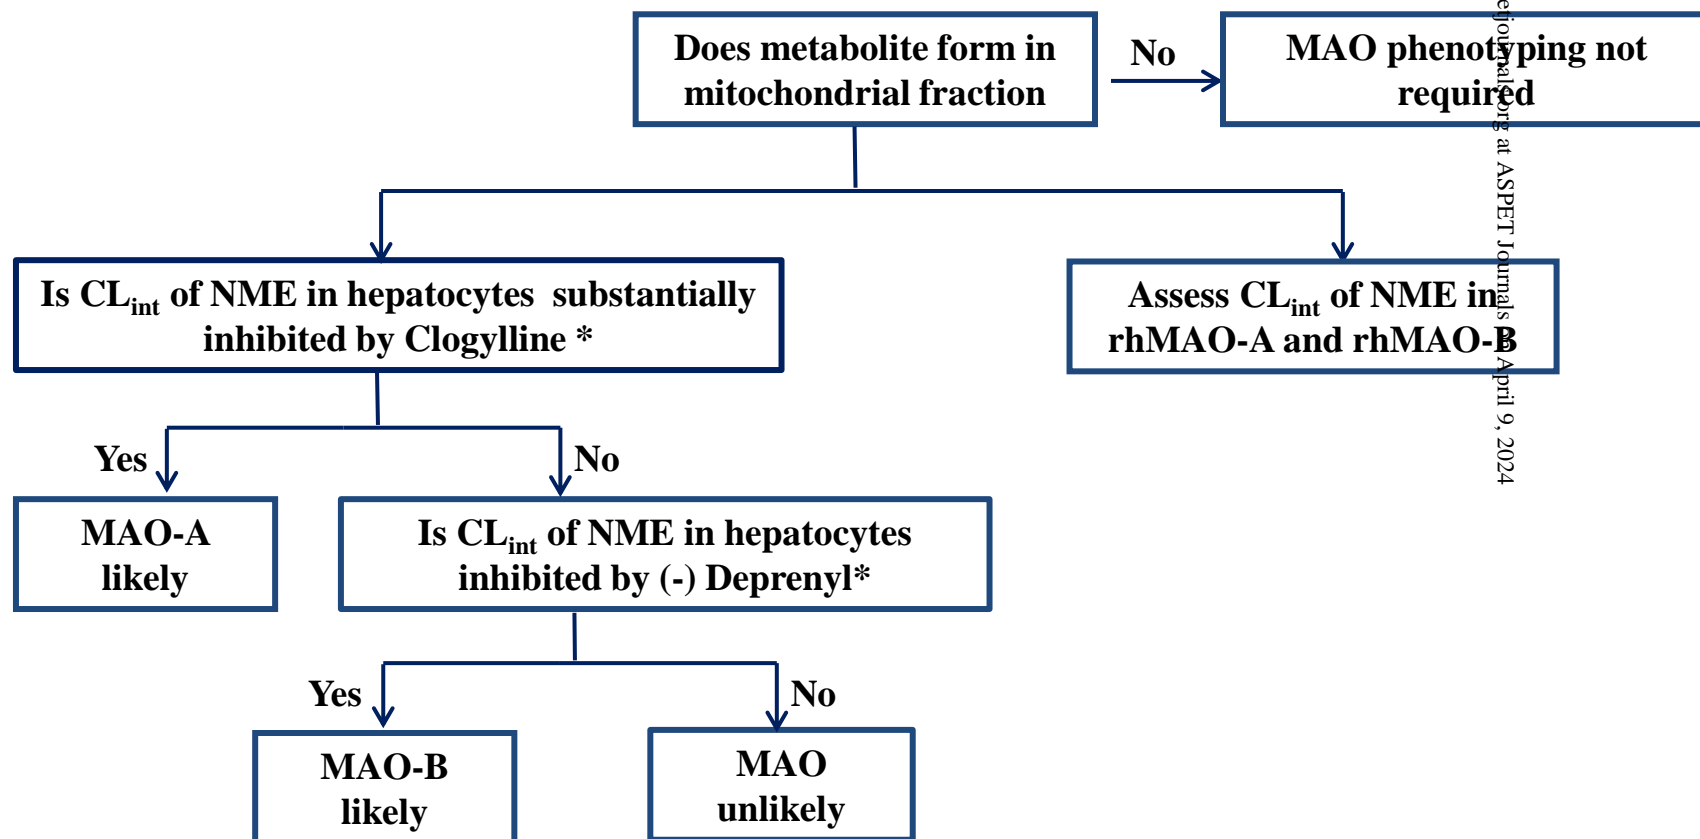 Does metabolite form in
mitochondrial fraction
No
MAO phenotyping not
required
Is CLint of NME in hepatocytes substantially
inhibited by Clogylline *
Assess CLint of NME in
rhMAO-A and rhMAO-B
Yes
No
MAO-A
likely
Is CLint of NME in hepatocytes
inhibited by (-) Deprenyl*
Yes
No
MAO-B
likely
MAO
unlikely
etjournals.org at ASPET Journals on April 9, 2024